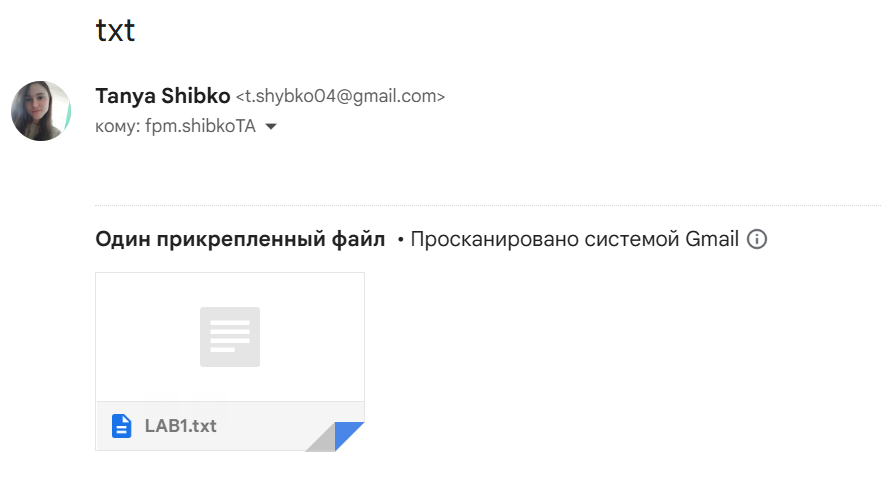 txt
Tanya Shibko <t.shybko04@gmail.com>
кому: fpm.shibkoTA
Один прикрепленный файл • Просканировано системой Gmail
LAB1.txt